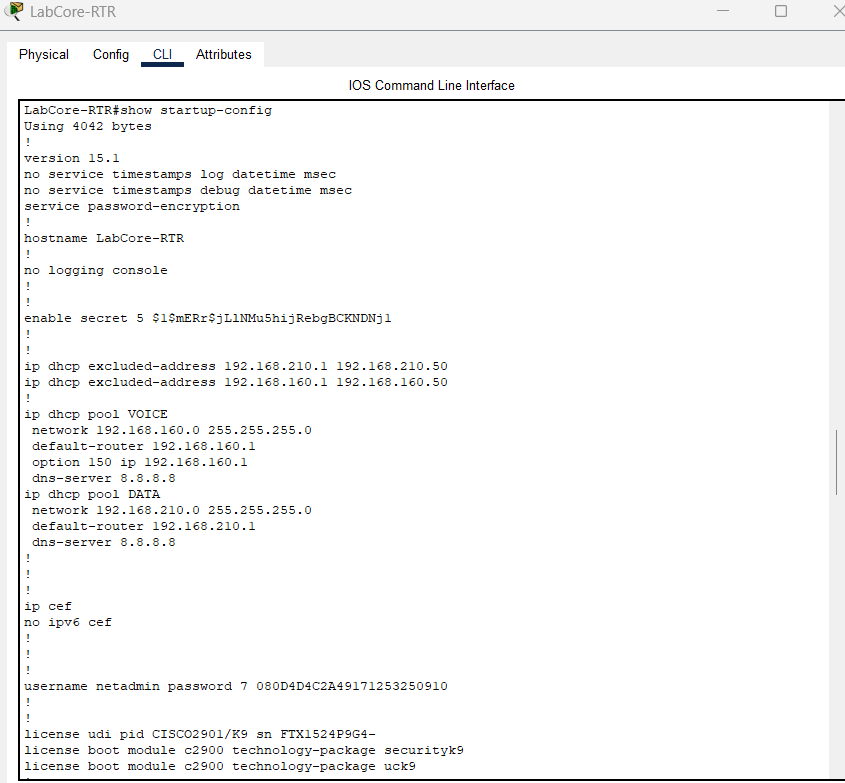 LabCore-RTR
Physical Config CLI Attributes
IOS Command Line Interface
LabCore-RTR#show startup-config
Using 4042 bytes
!
version 15.1
no service timestamps log datetime msec
no service timestamps debug datetime msec
service password-encryption
!
hostname LabCore-RTR
!
no logging console
!
!
enable secret 5 $1$mERr$jLlNMu5hijRebgBCKNDNj1
!
!
ip dhcp excluded-address 192.168.210.1 192.168.210.50
ip dhcp excluded-address 192.168.160.1 192.168.160.50
!
ip dhcp pool VOICE
 network 192.168.160.0 255.255.255.0
 default-router 192.168.160.1
 option 150 ip 192.168.160.1
 dns-server 8.8.8.8
ip dhcp pool DATA
 network 192.168.210.0 255.255.255.0
 default-router 192.168.210.1
 dns-server 8.8.8.8
!
!
!
ip cef
no ipv6 cef
!
!
!
username netadmin password 7 080D4D4C2A49171253250910
!
!
license udi pid CISCO2901/K9 sn FTX1524P9G4-
license boot module c2900 technology-package securityk9
license boot module c2900 technology-package uck9